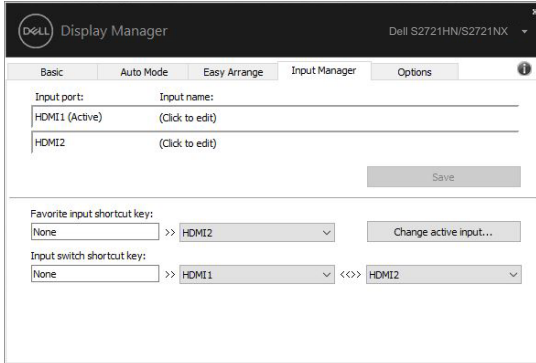 DELL Display Manager Dell S2721HN/S2721NX
Basic Auto Mode Easy Arrange Input Manager Options
Input port: Input name:
HDMI1 (Active) (Click to edit)
HDMI2 (Click to edit)
Save
Favorite input shortcut key:
None >> HDMI2 Change active input...
Input switch shortcut key:
None >> HDMI1 <<>> HDMI2